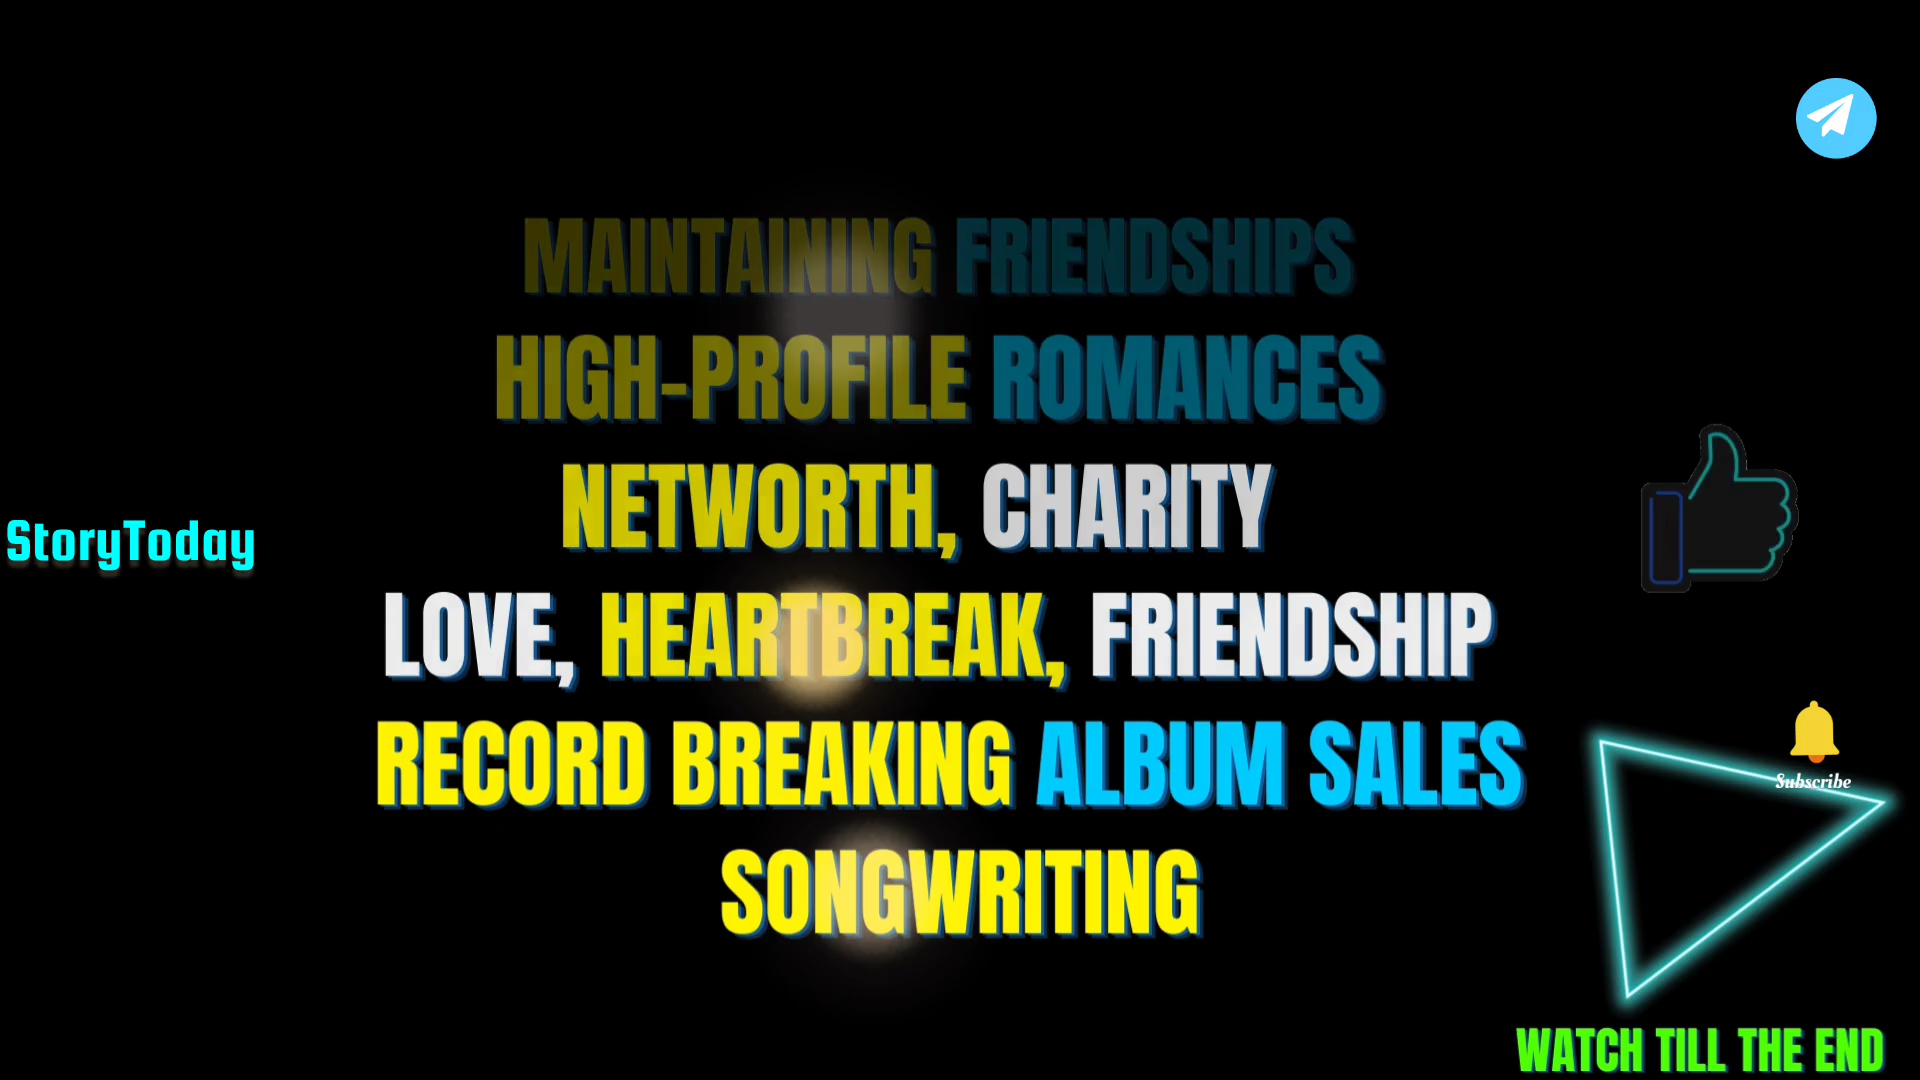 MAINTAINING FRIENDSHIPS
HIGH-PROFILE ROMANCES
NETWORTH, CHARITY
StoryToday
LOVE, HEARTBREAK, FRIENDSHIP
RECORD BREAKING ALBUM SALES
Subscribe
SONGWRITING
WATCH TILL THE END